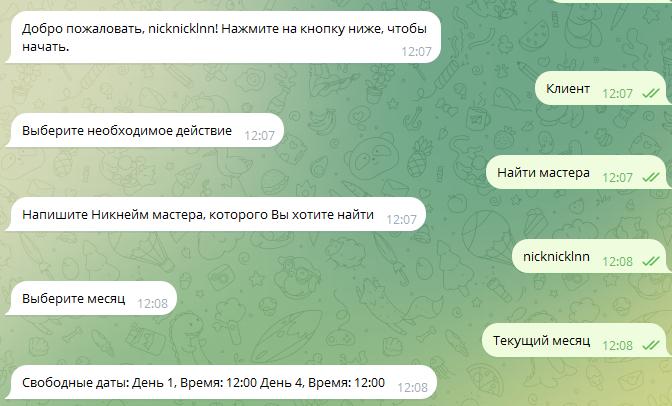 Добро пожаловать, nicknicklnn! Нажмите на кнопку ниже, чтобы
начать.
12:07
Клиент 12:07
Выберите необходимое действие 12:07
Найти мастера 12:07
Напишите Никнейм мастера, которого Вы хотите найти 12:07
nicknicklnn 12:08
Выберите месяц 12:08
Текущий месяц 12:08
Свободные даты: День 1, Время: 12:00 День 4, Время: 12:00 12:08